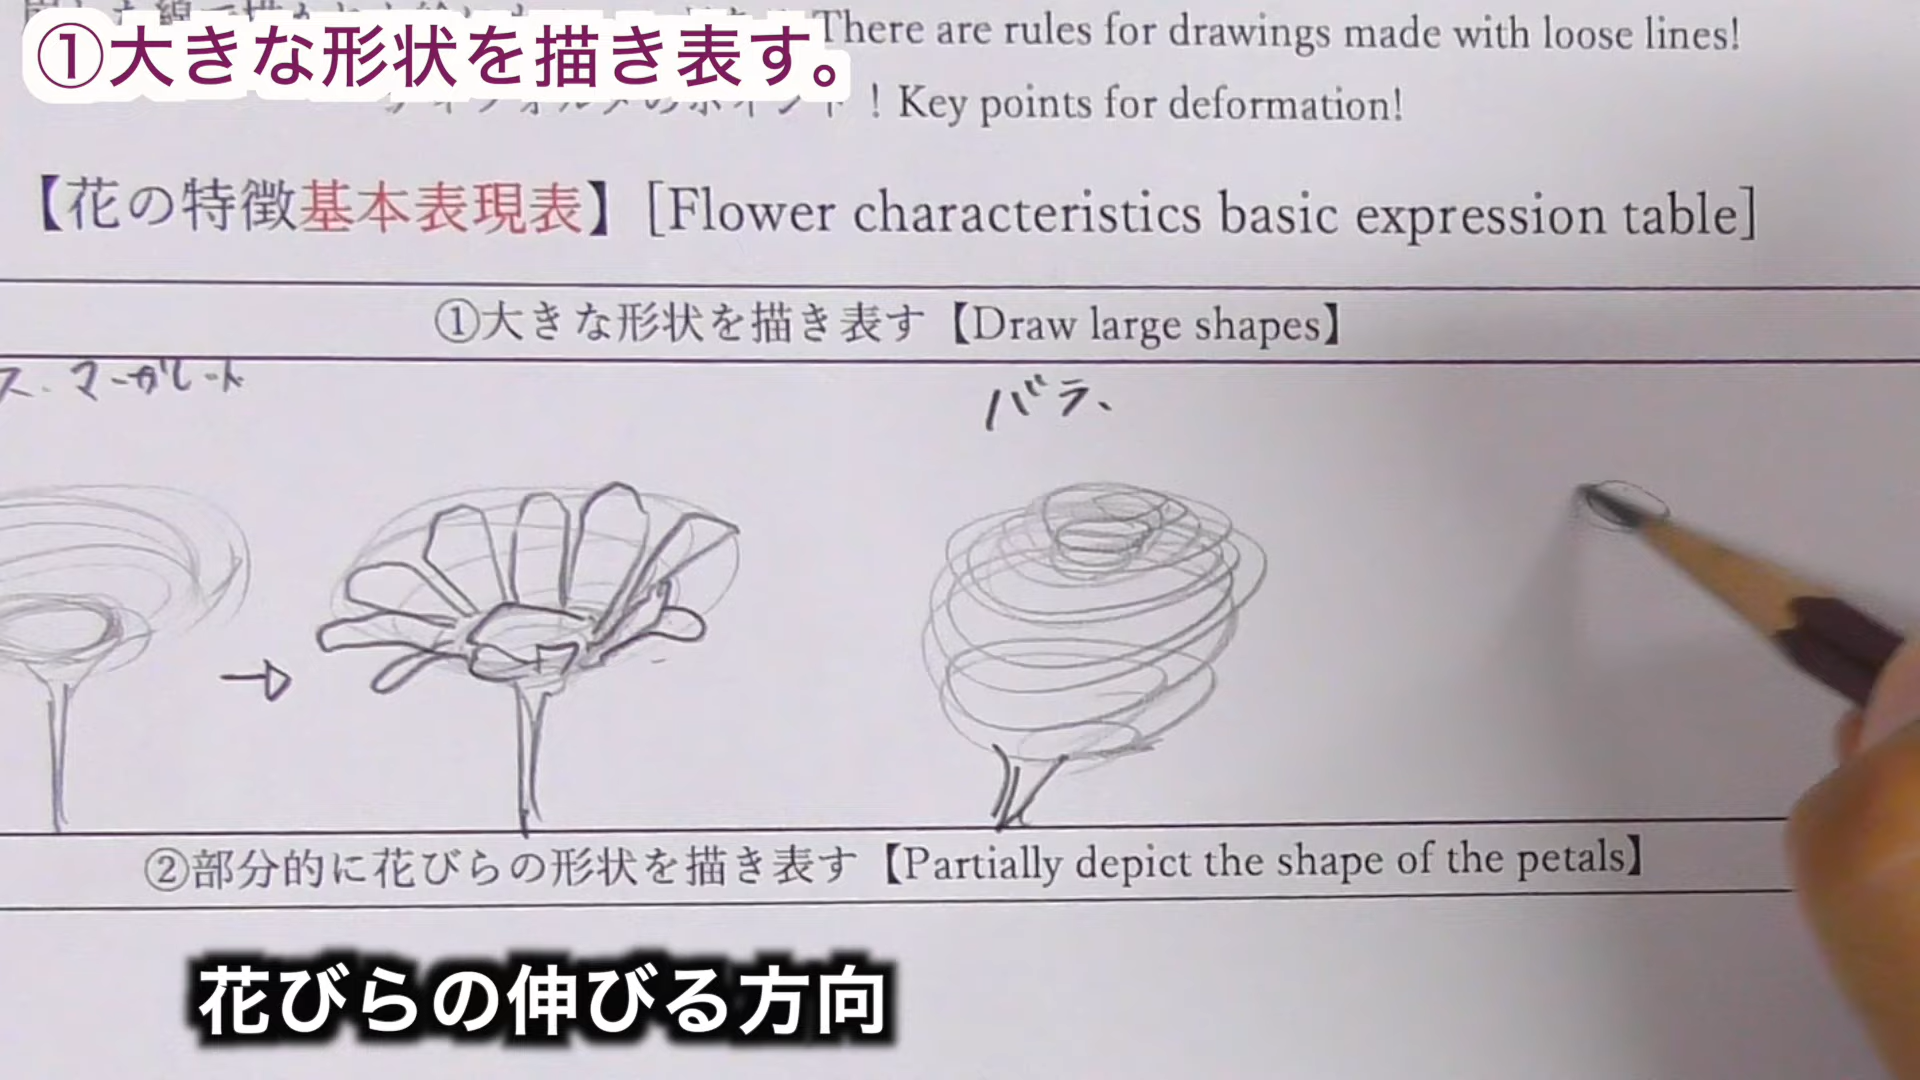 ①大きな形状を描き表す。
There are rules for drawings made with loose lines!
！Key points for deformation!
【花の特徴基本表現表】[Flower characteristics basic expression table]
①大きな形状を描き表す【Draw large shapes】
ス．マーガレット
バラ、
②部分的に花びらの形状を描き表す【Partially depict the shape of the petals】
花びらの伸びる方向